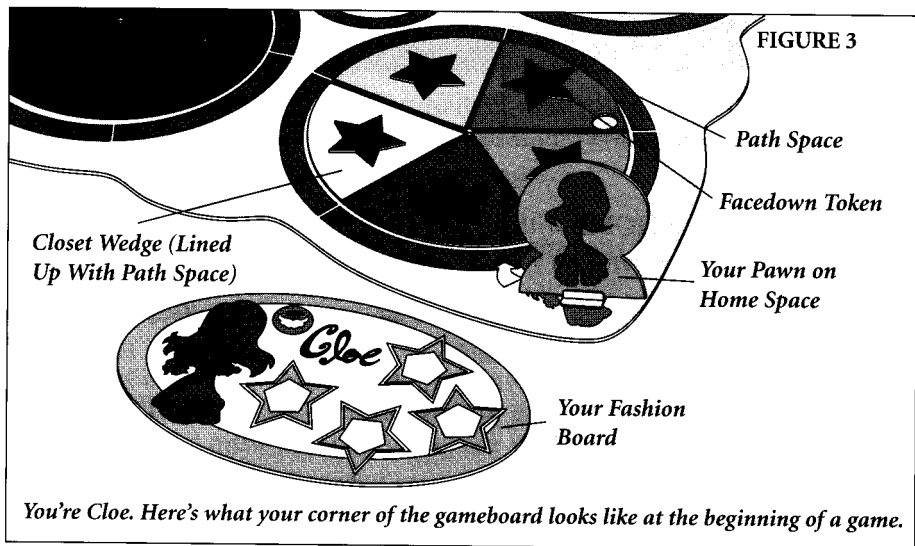 FIGURE 3
Path Space
Facedown Token
Closet Wedge (Lined
Up With Path Space)
Your Pawn on
Home Space
Cloe
Your Fashion
Board
You're Cloe. Here's what your corner of the gameboard looks like at the beginning of a game.